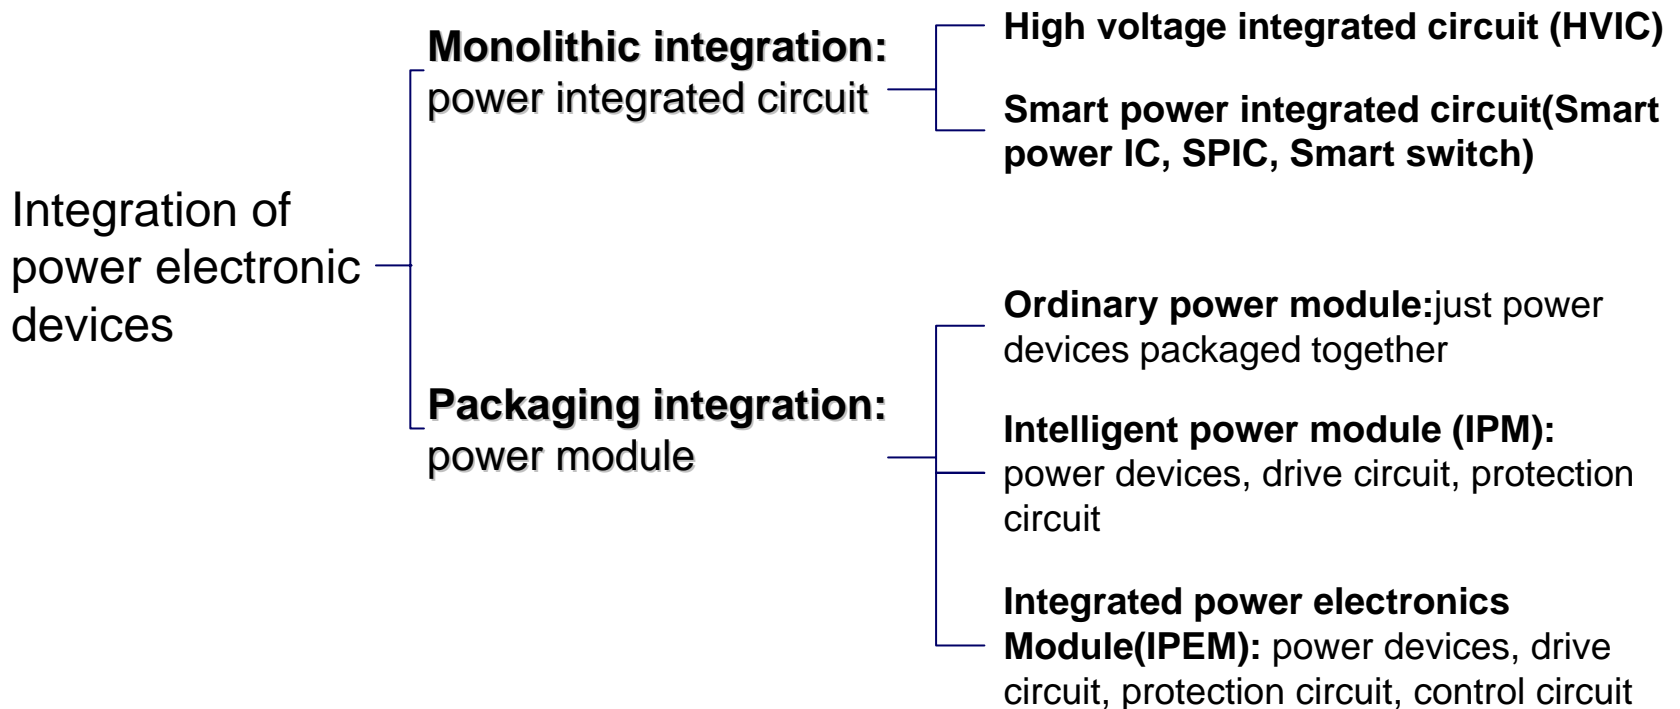 Integration of
power electronic
devices
Monolithic integration:
power integrated circuit
High voltage integrated circuit (HVIC)
Smart power integrated circuit(Smart
power IC, SPIC, Smart switch)
Packaging integration:
power module
Ordinary power module:just power
devices packaged together
Intelligent power module (IPM):
power devices, drive circuit, protection
circuit
Integrated power electronics
Module(IPEM): power devices, drive
circuit, protection circuit, control circuit